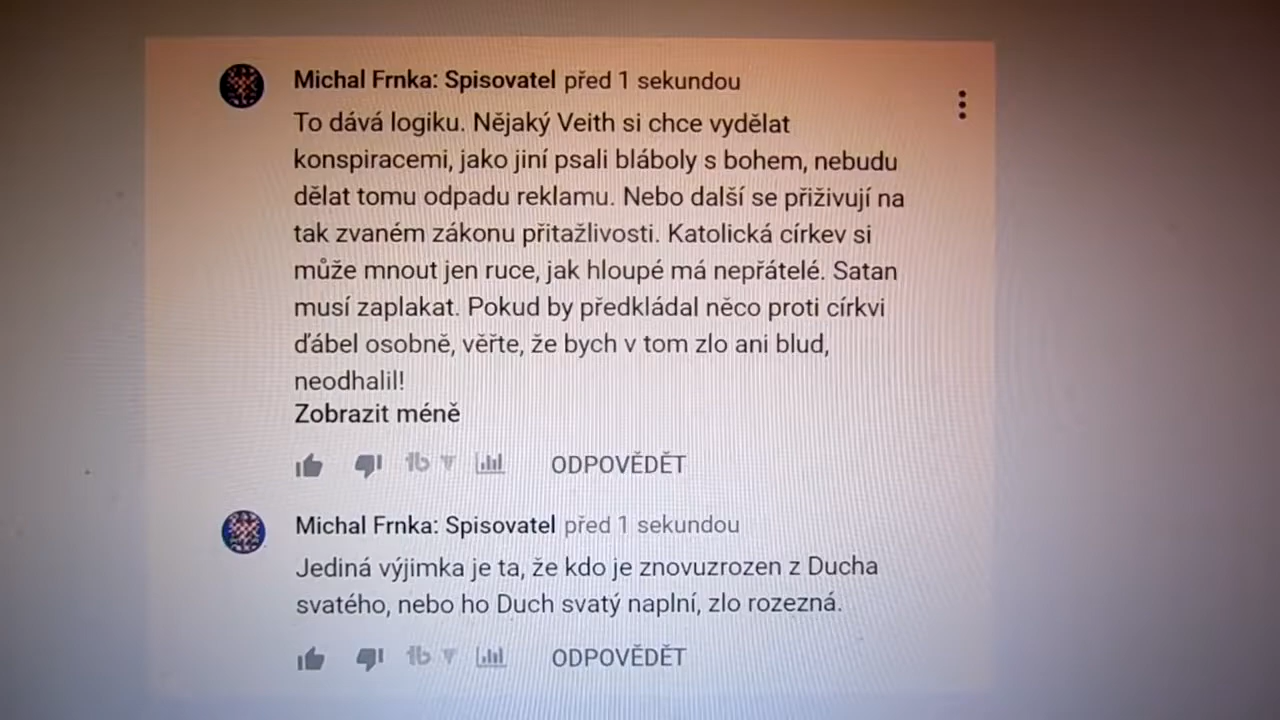 Michal Frnka: Spisovatel před 1 sekundou
To dává logiku. Nějaký Veith si chce vydělat
konspiracemi, jako jiní psali bláboly s bohem, nebudu
dělat tomu odpadu reklamu. Nebo další se přiživují na
tak zvaném zákonu přitažlivosti. Katolická církev si
může mnout jen ruce, jak hloupé má nepřátelé. Satan
musí zaplakat. Pokud by předkládal něco proti církvi
ďábel osobně, věřte, že bych v tom zlo ani blud,
neodhalil!
Zobrazit méně
ODPOVĚDĚT
Michal Frnka: Spisovatel před 1 sekundou
Jediná výjimka je ta, že kdo je znovuzrozen z Ducha
svatého, nebo ho Duch svatý naplní, zlo rozezná.
ODPOVĚDĚT